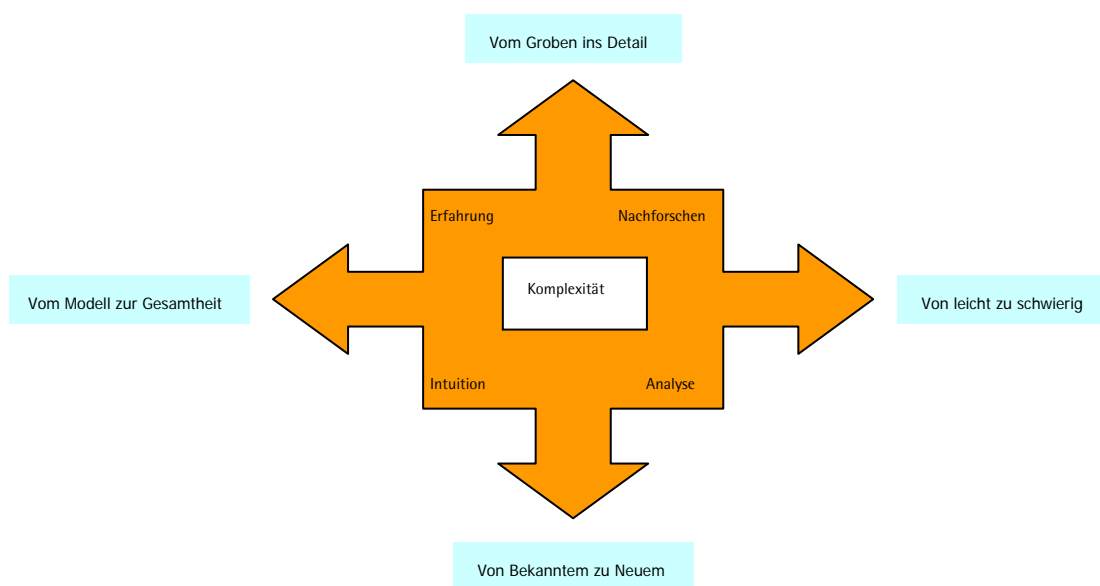 Vom Groben ins Detail
Erfahrung
Nachforschen
Komplexität
Vom Modell zur Gesamtheit
Von leicht zu schwierig
Intuition
Analyse
Von Bekanntem zu Neuem